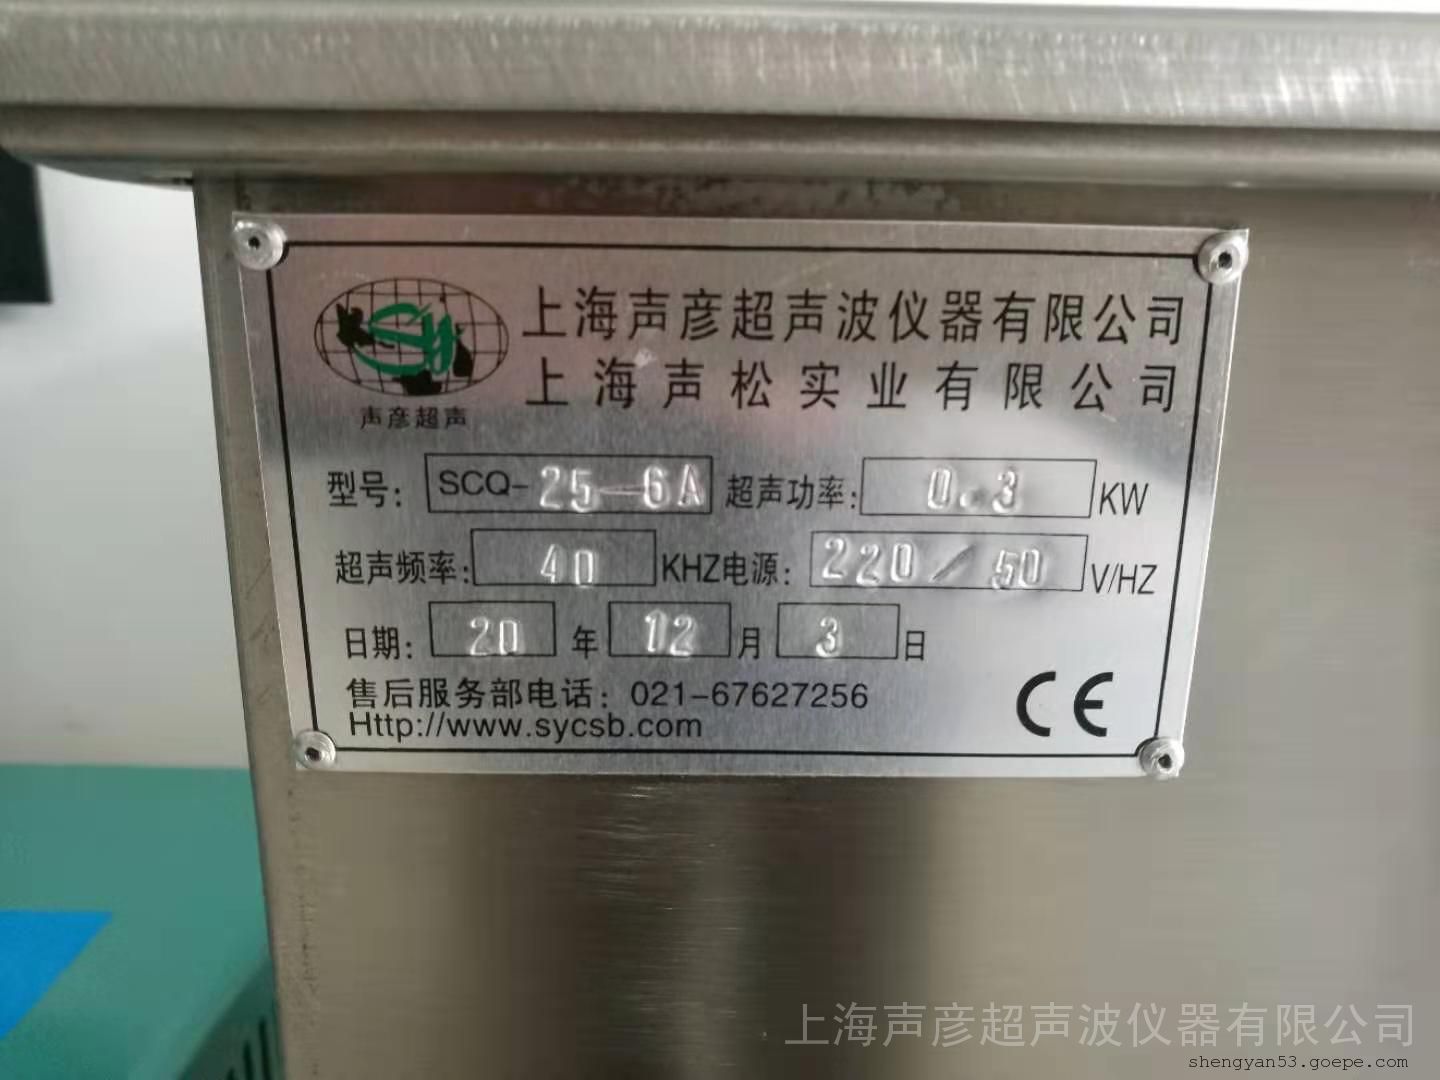 上海声彦超声波仪器有限公司
上海声松实业有限公司
Sy
声彦超声
型号: SCQ-25-6A 超声功率: 0.3 KW
超声频率: 40 KHZ 电源: 220/50 V/HZ
日期: 20 年 12 月 3 日
售后服务部电话: 021-67627256
Http://www.sycsb.com
CE
上海声彦超声波仪器有限公司
shengyan53.goepe.com